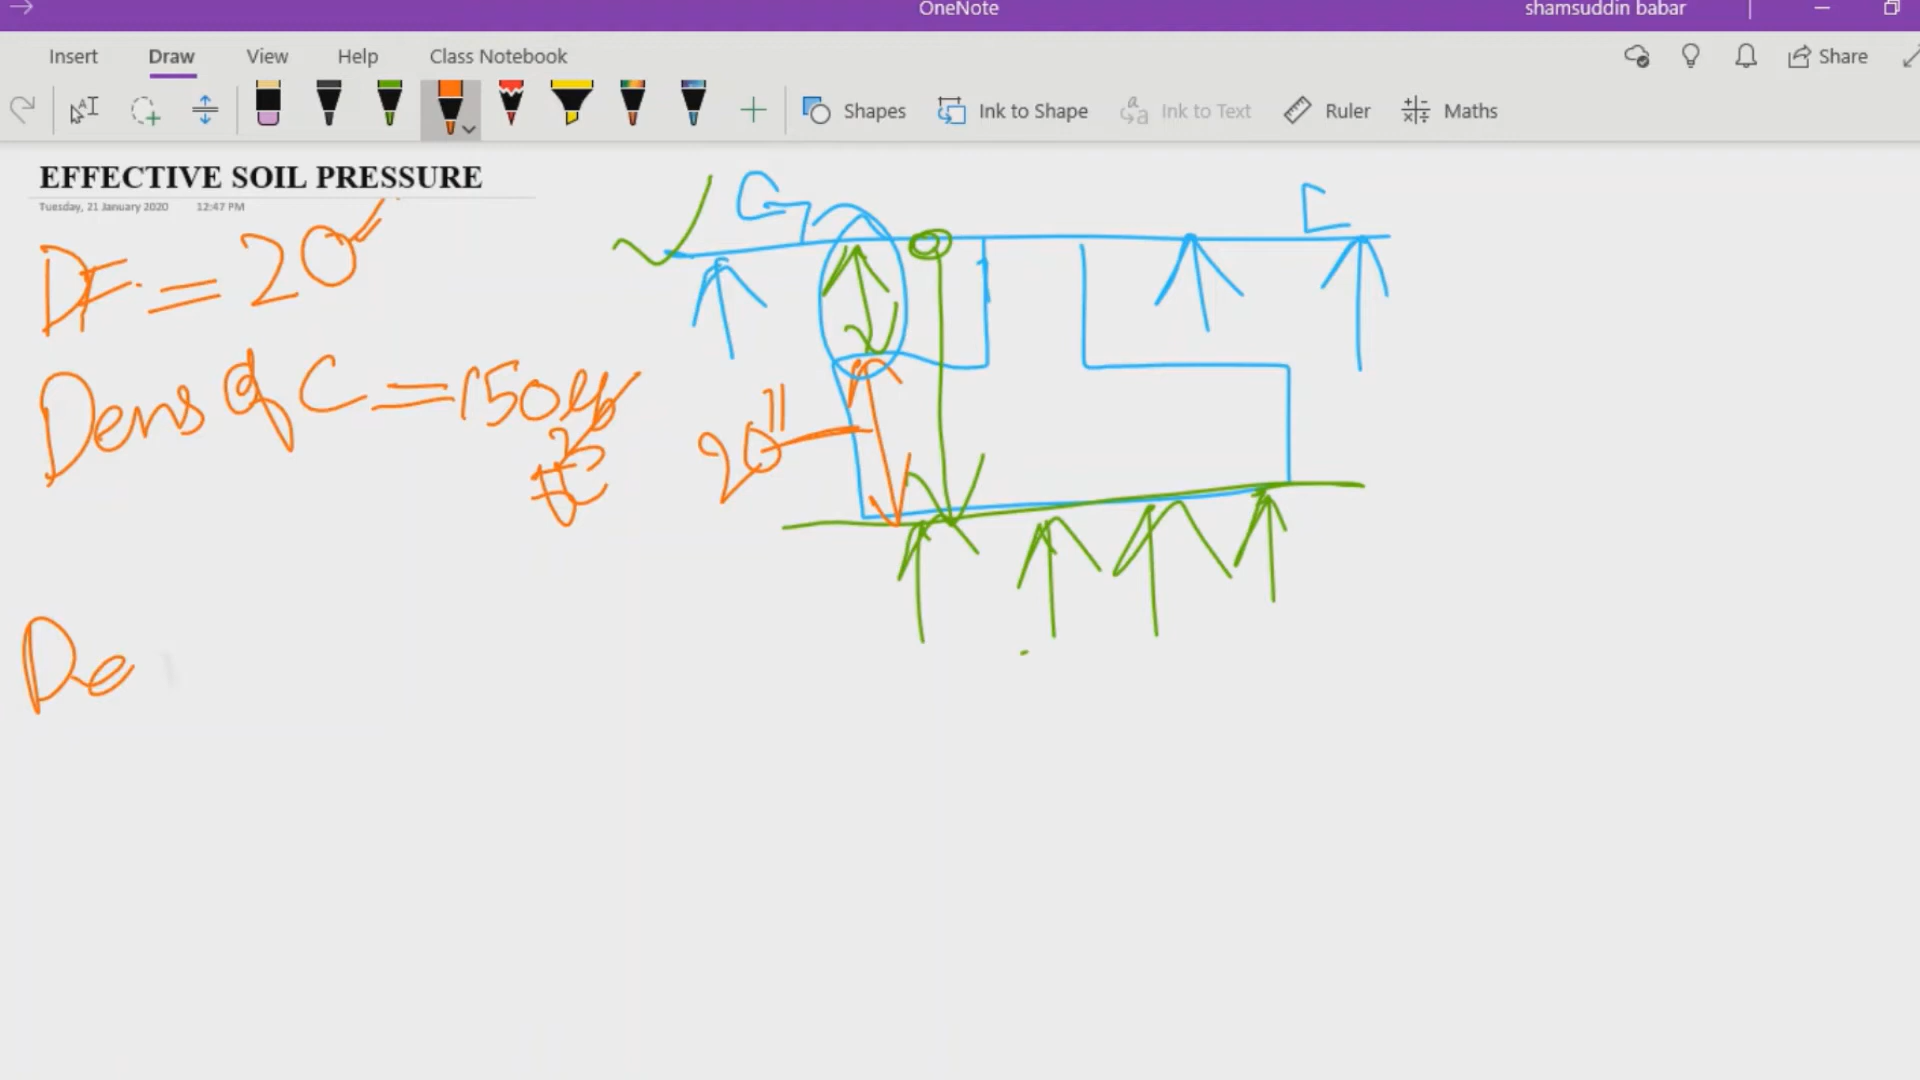 OneNote
shamsuddin babar
Insert
Draw
View
Help
Class Notebook
Share
Shapes
Ink to Shape
Ink to Text
Ruler
Maths
EFFECTIVE SOIL PRESSURE
Tuesday, 21 January 2020 12:47 PM
DF = 20"
Dens of C = 150 lb
20"
De